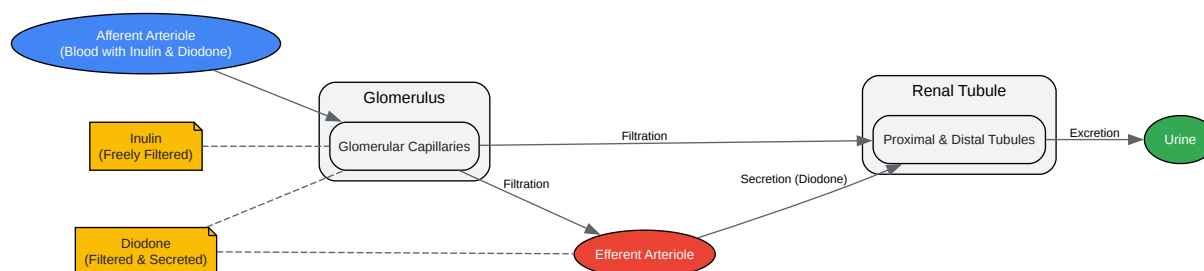 Afferent Arteriole
(Blood with Inulin & Diodone)
Glomerulus
Renal Tubule
Inulin
(Freely Filtered)
Glomerular Capillaries
Filtration
Proximal & Distal Tubules
Excretion
Urine
Filtration
Secretion (Diodone)
Diodone
(Filtered & Secreted)
Efferent Arteriole